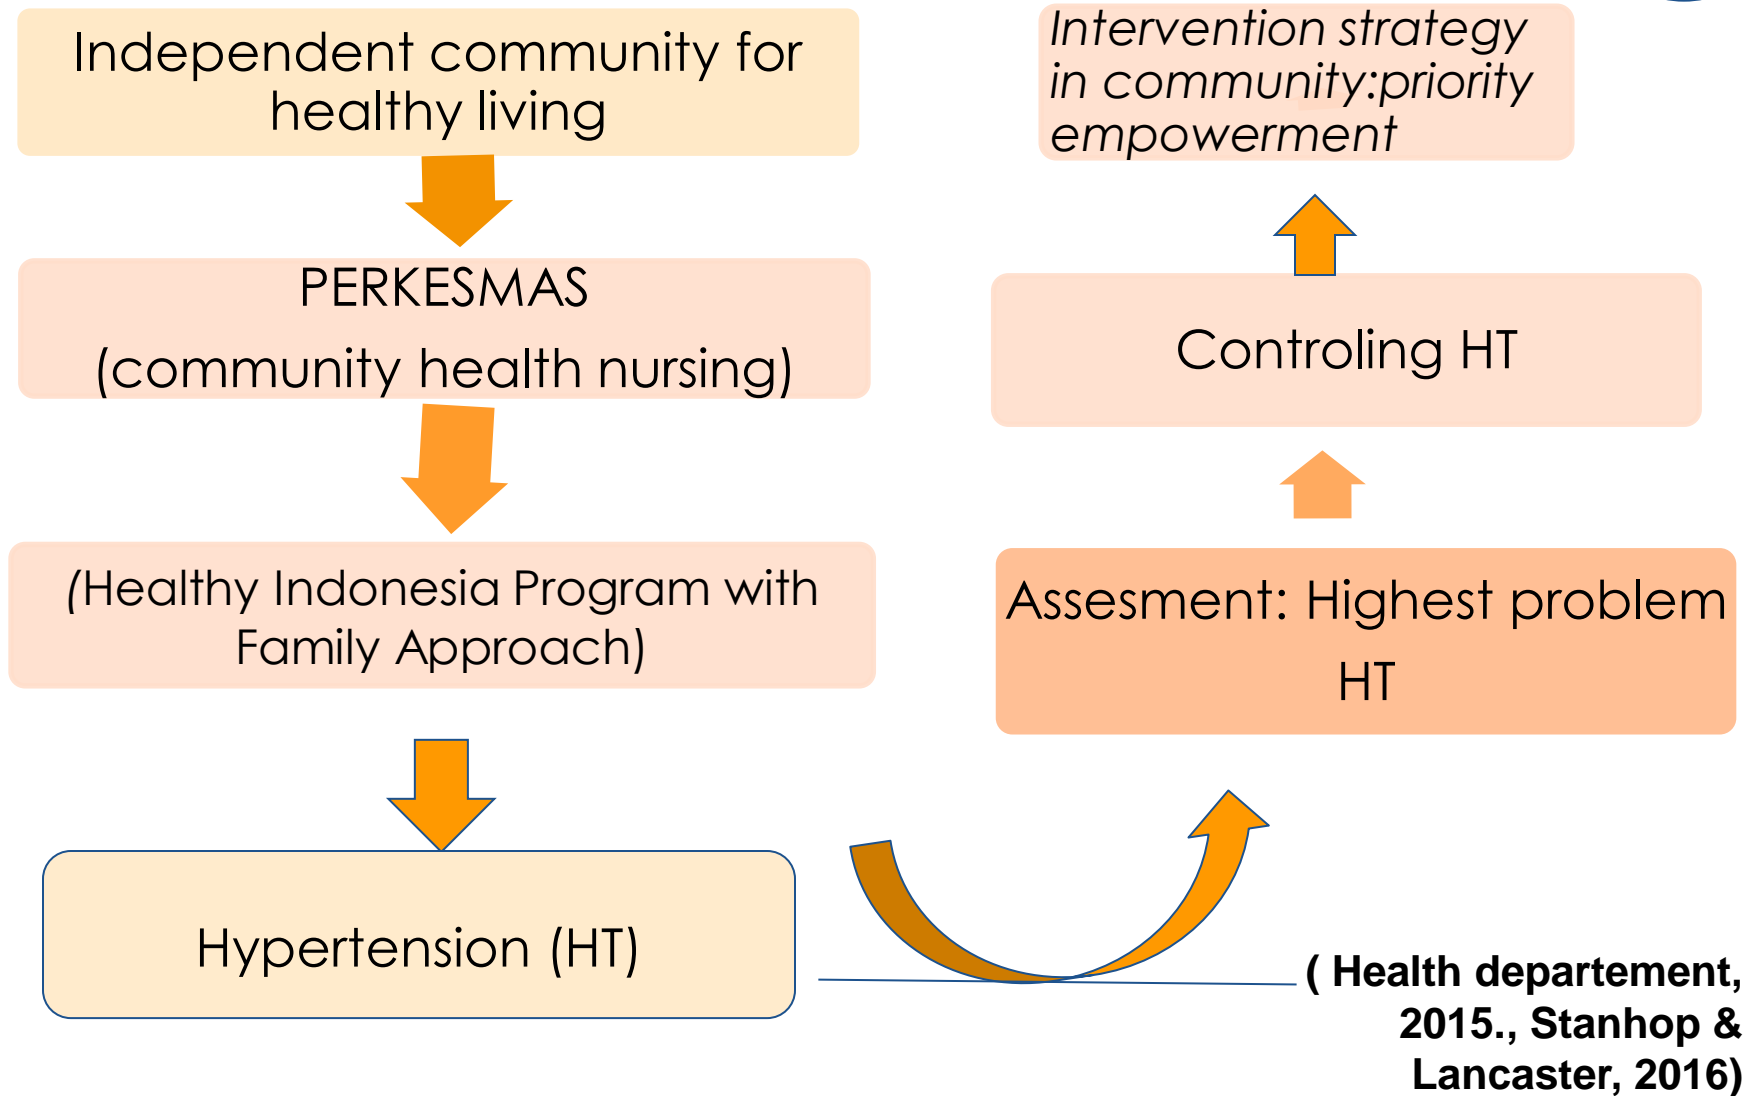 Independent community for
healthy living
PERKESMAS
(community health nursing)
(Healthy Indonesia Program with
Family Approach)
Hypertension (HT)
Intervention strategy
in community:priority
empowerment
Controling HT
Assesment: Highest problem
HT
( Health departement,
2015., Stanhop &
Lancaster, 2016)